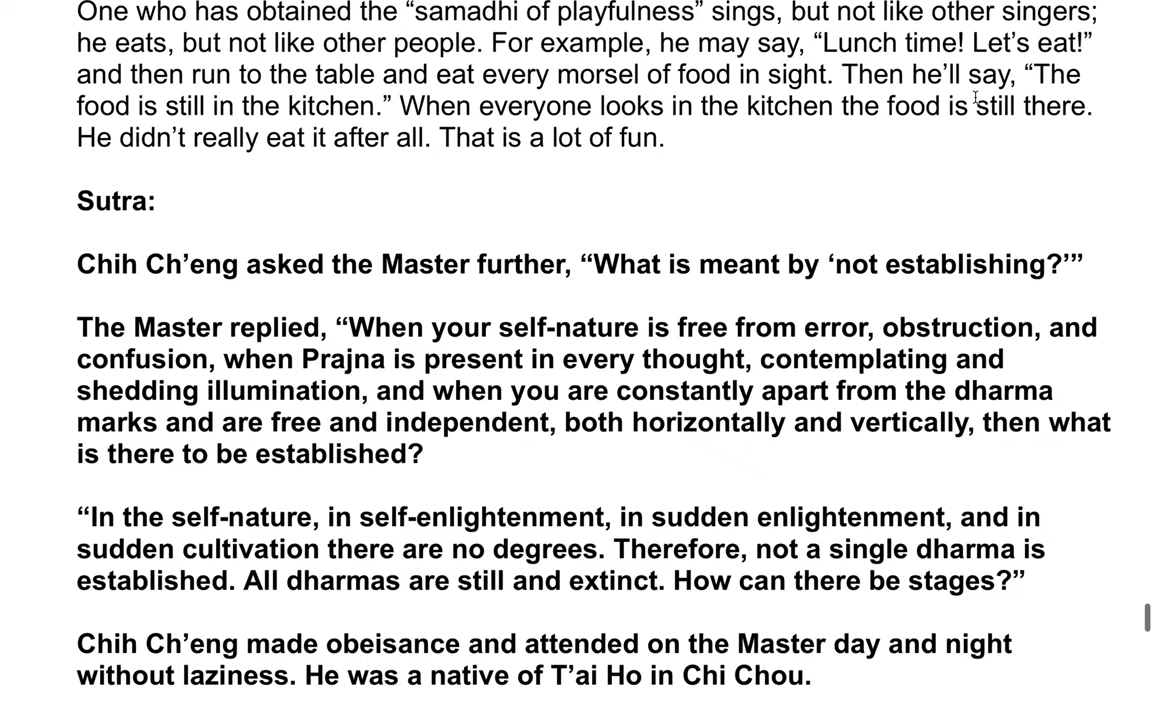 One who has obtained the “samadhi of playfulness” sings, but not like other singers;
he eats, but not like other people. For example, he may say, “Lunch time! Let’s eat!”
and then run to the table and eat every morsel of food in sight. Then he’ll say, “The
food is still in the kitchen.” When everyone looks in the kitchen the food is still there.
He didn’t really eat it after all. That is a lot of fun.
Sutra:
Chih Ch’eng asked the Master further, “What is meant by ‘not establishing?’”
The Master replied, “When your self-nature is free from error, obstruction, and
confusion, when Prajna is present in every thought, contemplating and
shedding illumination, and when you are constantly apart from the dharma
marks and are free and independent, both horizontally and vertically, then what
is there to be established?
“In the self-nature, in self-enlightenment, in sudden enlightenment, and in
sudden cultivation there are no degrees. Therefore, not a single dharma is
established. All dharmas are still and extinct. How can there be stages?”
Chih Ch’eng made obeisance and attended on the Master day and night
without laziness. He was a native of T’ai Ho in Chi Chou.